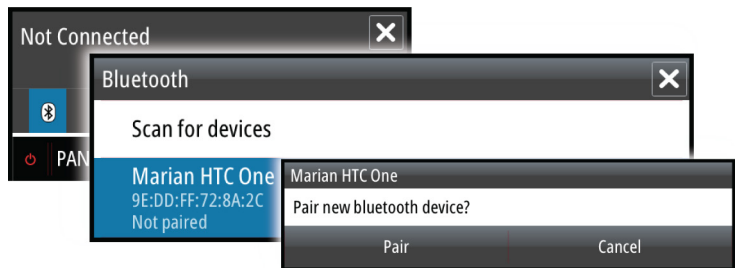 Not Connected
Bluetooth
Scan for devices
PAN
Marian HTC One
9E:DD:FF:72:8A:2C
Not paired
Marian HTC One
Pair new bluetooth device?
Pair Cancel